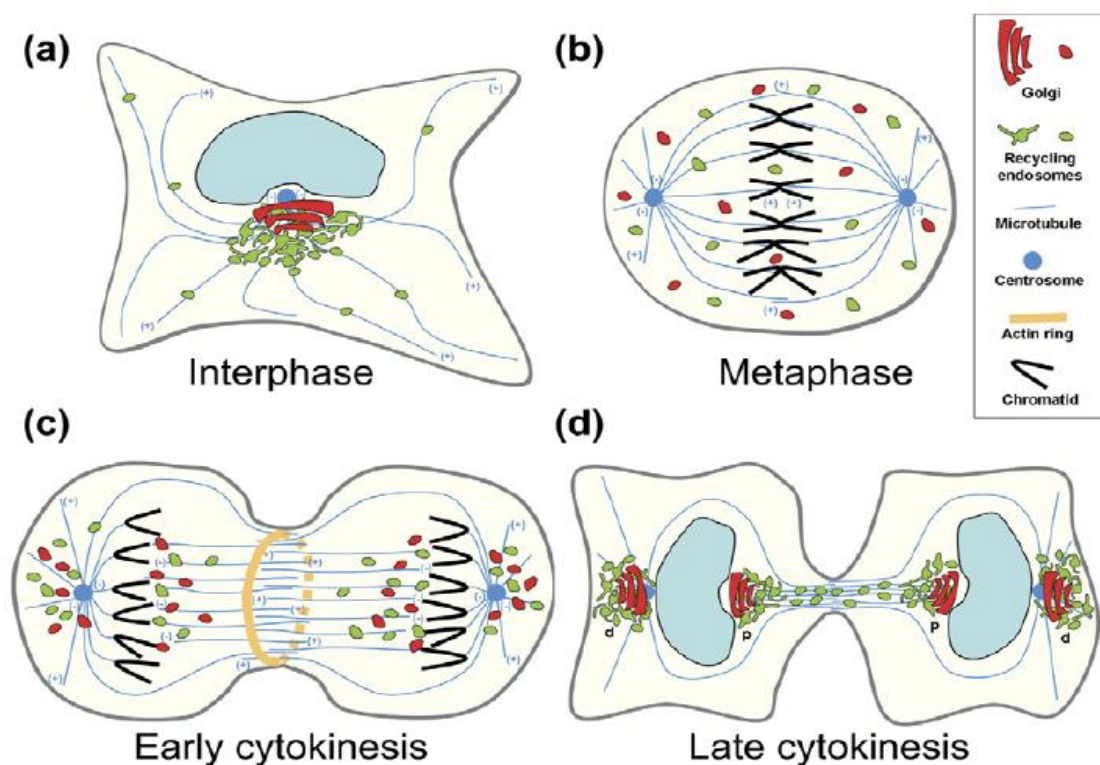 (a)
(+)
(+)
(-)
(-)
(+)
(+)
(+)
(+)
(+)
Interphase
(b)
(+)
(+)
(+)
(-)
(-)
(+) (+)
(-)
(-)
(+)
(+)
(+)
Metaphase
Golgi
Recycling
endosomes
Microtubule
Centrosome
Actin ring
Chromatid
(c)
(+)
(+)
(+)
(+)
(-)
(-)
(-)
(-)
(+)
(+)
(-)
(-)
(+)
(+)
(+)
(+)
Early cytokinesis
(d)
d
p
p
d
Late cytokinesis